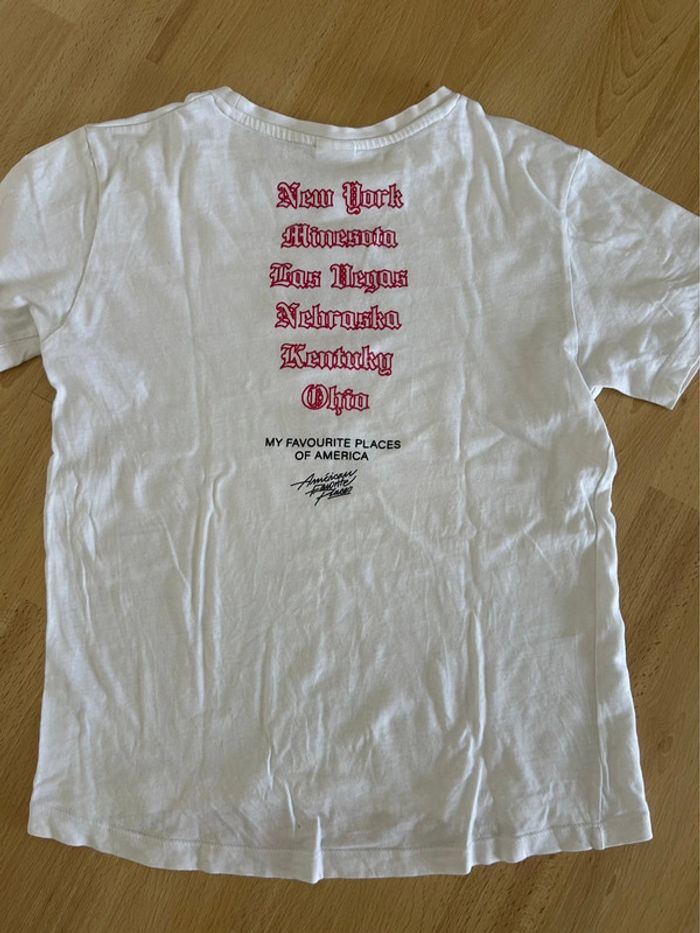 New York
Minesota
Las Vegas
Nebraska
Kentuky
Ohio
MY FAVOURITE PLACES
OF AMERICA
American
Favorite
Places